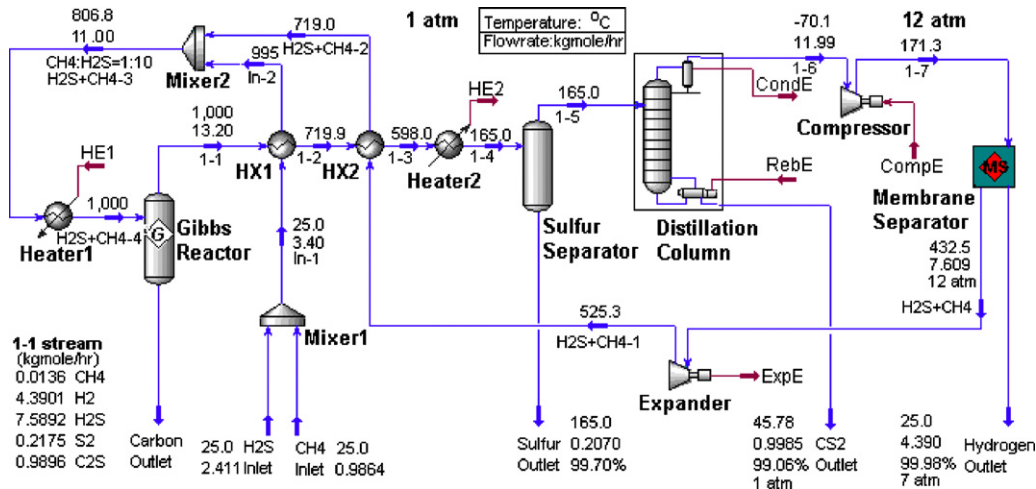 806.8
11.00
CH4:H2S=1:10
H2S+CH4-3
Mixer2
719.0
H2S+CH4-2
995
In-2
1 atm
Temperature: °C
Flowrate:kgmole/hr
-70.1
11.99
1-6
12 atm
171.3
1-7
HE1
1,000
13.20
1-1
HX1
719.9
1-2
HX2
598.0
1-3
HE2
165.0
1-4
Heater2
165.0
1-5
CondE
RebE
Compressor
CompE
MS
Membrane
Separator
1,000
H2S+CH4-4
Heater1
G
Gibbs
Reactor
25.0
3.40
In-1
Mixer1
Sulfur
Separator
Distillation
Column
432.5
7.609
12 atm
H2S+CH4
525.3
H2S+CH4-1
Expander
ExpE
1-1 stream
(kgmole/hr)
0.0136 CH4
4.3901 H2
7.5892 H2S
0.2175 S2
0.9896 C2S
Carbon
Outlet
25.0 H2S
2.411 Inlet
CH4 25.0
Inlet 0.9864
165.0
Sulfur 0.2070
Outlet 99.70%
45.78
0.9985 CS2
99.06% Outlet
1 atm
25.0
4.390 Hydrogen
99.98% Outlet
7 atm